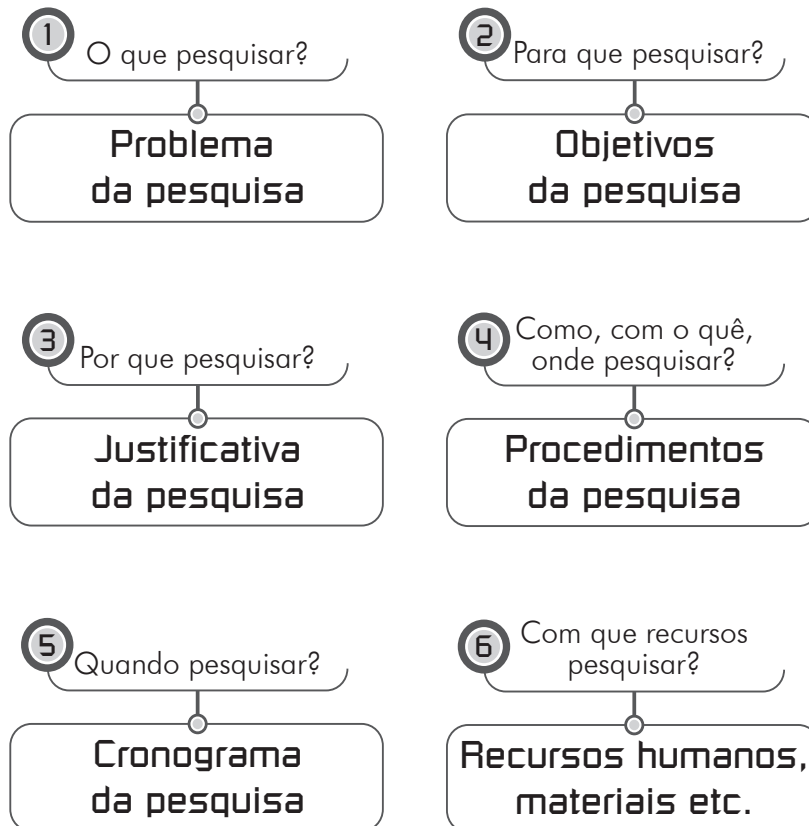 1
O que pesquisar?
Problema
da pesquisa
2
Para que pesquisar?
Objetivos
da pesquisa
3
Por que pesquisar?
Justificativa
da pesquisa
4
Como, com o quê,
onde pesquisar?
Procedimentos
da pesquisa
5
Quando pesquisar?
Cronograma
da pesquisa
6
Com que recursos
pesquisar?
Recursos humanos,
materiais etc.